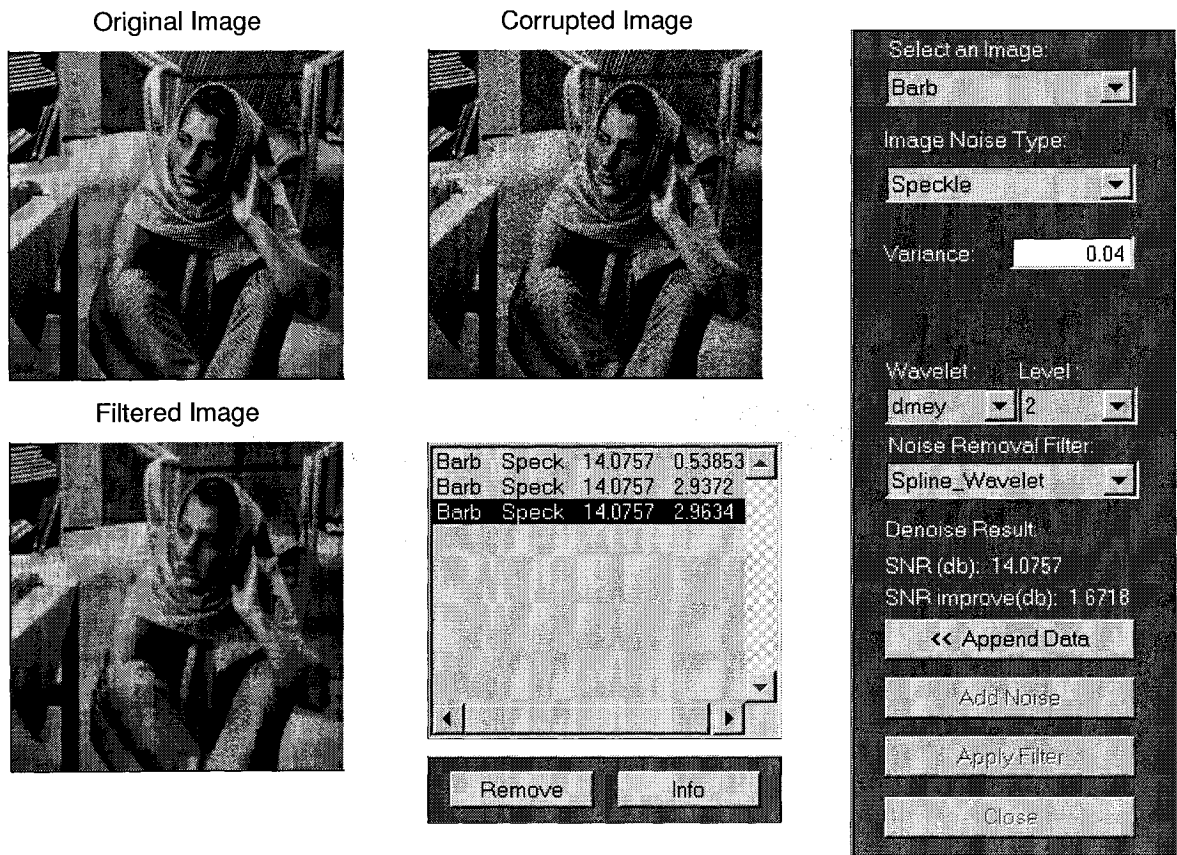 Original Image
Corrupted Image
Filtered Image
Barb Speck 14.0757 0.53853
Barb Speck 14.0757 2.9372
Barb Speck 14.0757 2.9634
Remove
Info
Select an Image:
Barb
Image Noise Type:
Speckle
Variance: 0.04
Wavelet: Level:
dmey 2
Noise Removal Filter:
Spline_Wavelet
Denoise Result:
SNR (db): 14.0757
SNR improve(db): 1.6718
<< Append Data
Add Noise
Apply Filter
Close